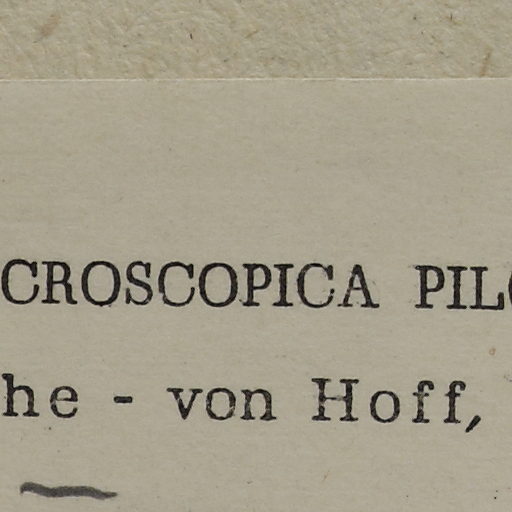 CROSCOPICA PIL
he - von Hoff,